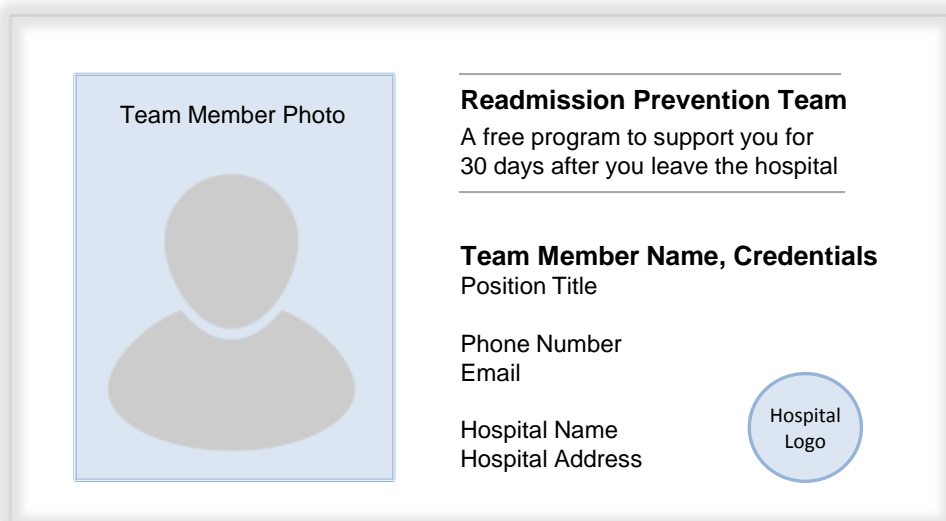 Team Member Photo
Readmission Prevention Team
A free program to support you for
30 days after you leave the hospital
Team Member Name, Credentials
Position Title
Phone Number
Email
Hospital Name
Hospital Address
Hospital
Logo